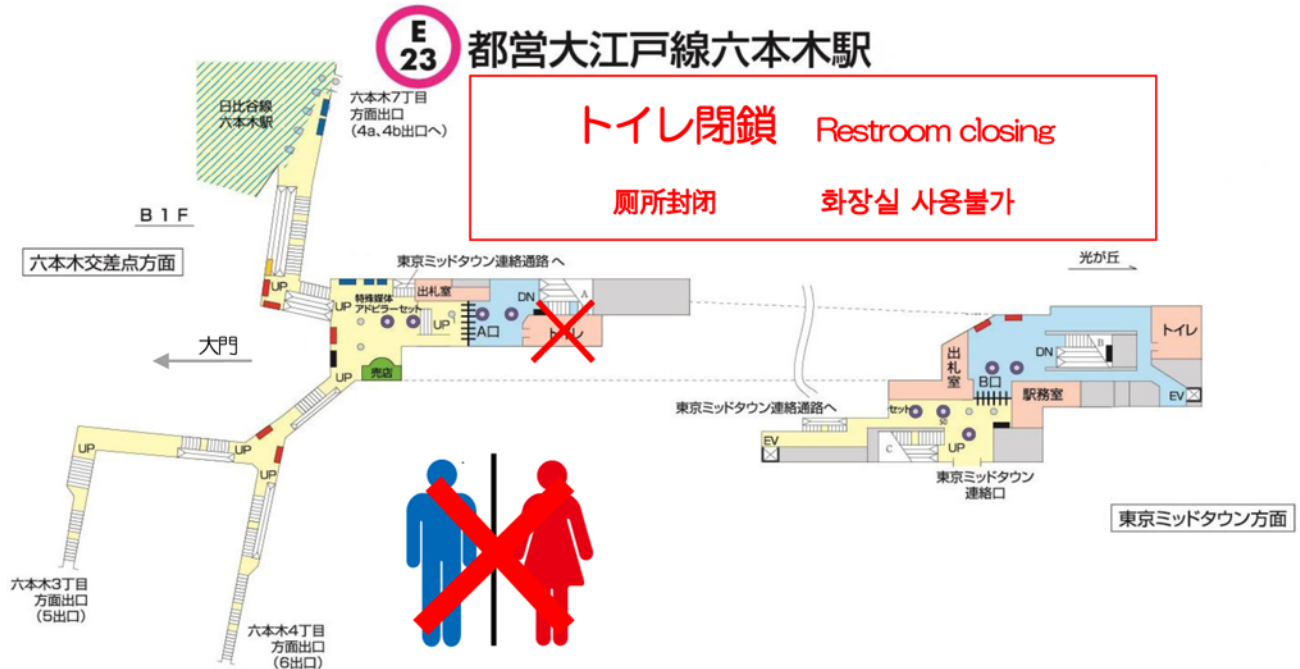 E
23
都営大江戸線六本木駅
トイレ閉鎖 Restroom closing
厕所封闭 화장실 사용불가
日比谷線
六本木駅
六本木7丁目
方面出口
(4a、4b出口へ)
B1F
六本木交差点方面
東京ミッドタウン連絡通路へ
光が丘
UP
UP
特殊媒体
アドピラーセット
出札室
UP
A口
DN
A
トイレ
大門
売店
UP
出札室
DN
B
トイレ
B口
駅務室
EV
東京ミッドタウン連絡通路へ
セット
50
EV
C
UP
東京ミッドタウン
連絡口
東京ミッドタウン方面
UP
UP
UP
六本木3丁目
方面出口
(5出口)
六本木4丁目
方面出口
(6出口)